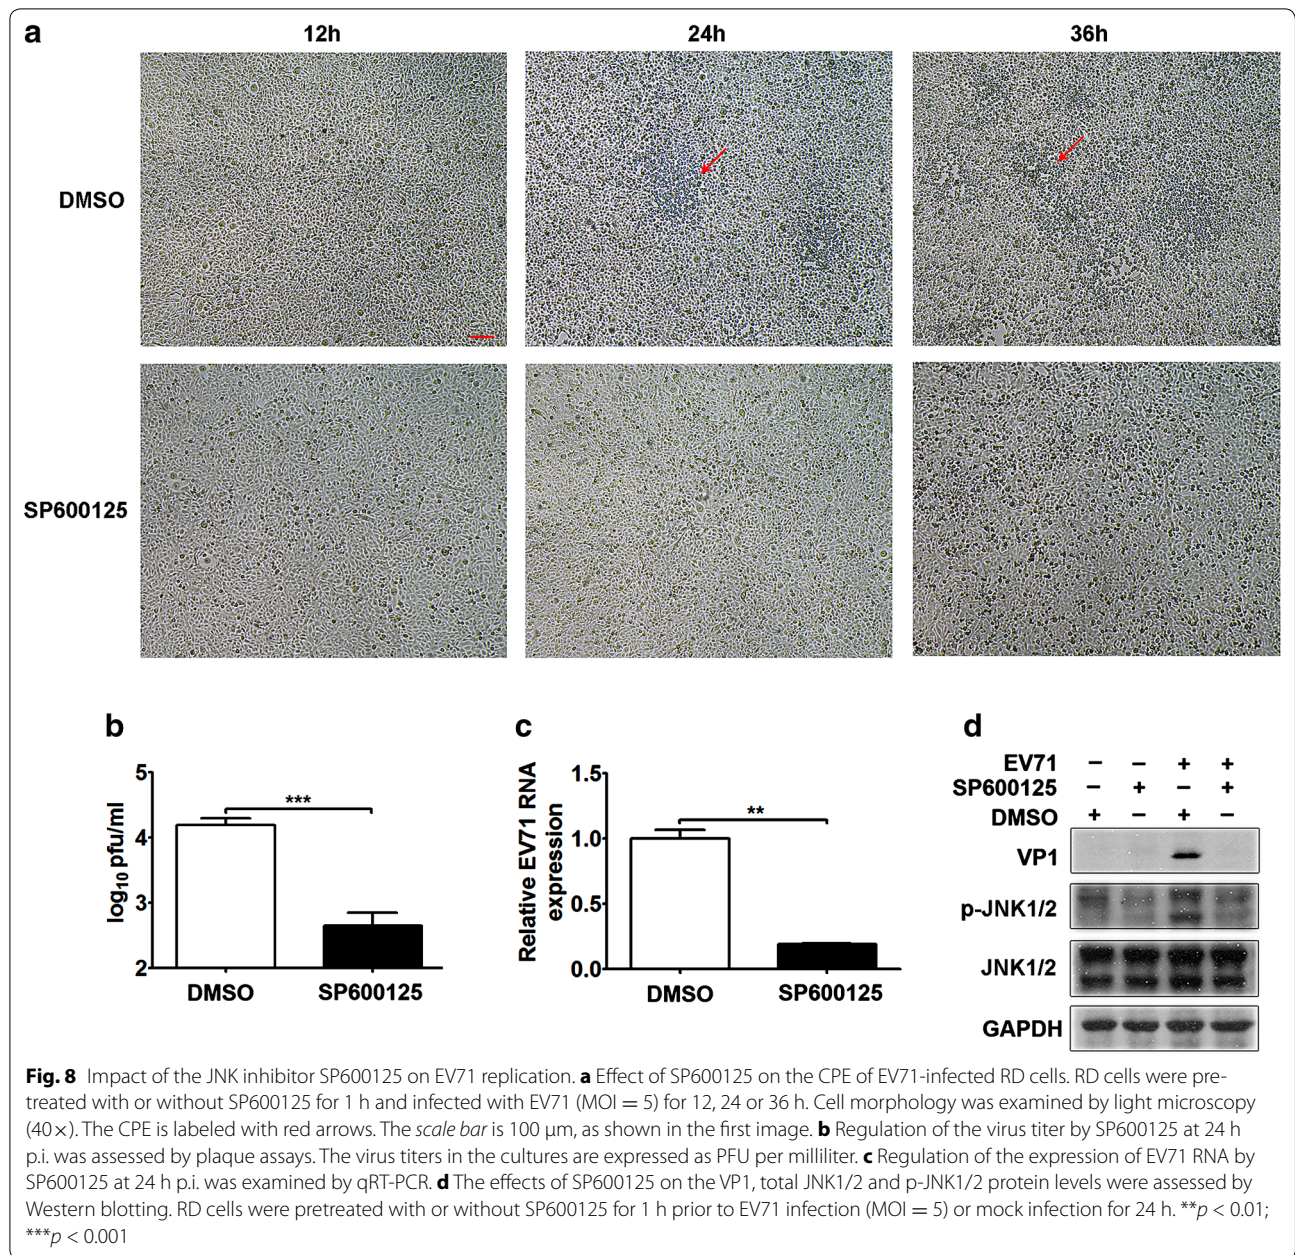 a
12h
24h
36h
DMSO
SP600125
b
5
4
3
2
log10 pfu/ml
***
DMSO
SP600125
c
1.5
1.0
0.5
0.0
Relative EV71 RNA
expression
**
DMSO
SP600125
d
EV71 − − + +
SP600125 − + − +
DMSO + − + −
VP1
p-JNK1/2
JNK1/2
GAPDH
Fig. 8 Impact of the JNK inhibitor SP600125 on EV71 replication. a Effect of SP600125 on the CPE of EV71-infected RD cells. RD cells were pre-
treated with or without SP600125 for 1 h and infected with EV71 (MOI = 5) for 12, 24 or 36 h. Cell morphology was examined by light microscopy
(40×). The CPE is labeled with red arrows. The scale bar is 100 μm, as shown in the first image. b Regulation of the virus titer by SP600125 at 24 h
p.i. was assessed by plaque assays. The virus titers in the cultures are expressed as PFU per milliliter. c Regulation of the expression of EV71 RNA by
SP600125 at 24 h p.i. was examined by qRT-PCR. d The effects of SP600125 on the VP1, total JNK1/2 and p-JNK1/2 protein levels were assessed by
Western blotting. RD cells were pretreated with or without SP600125 for 1 h prior to EV71 infection (MOI = 5) or mock infection for 24 h. **p < 0.01;
***p < 0.001